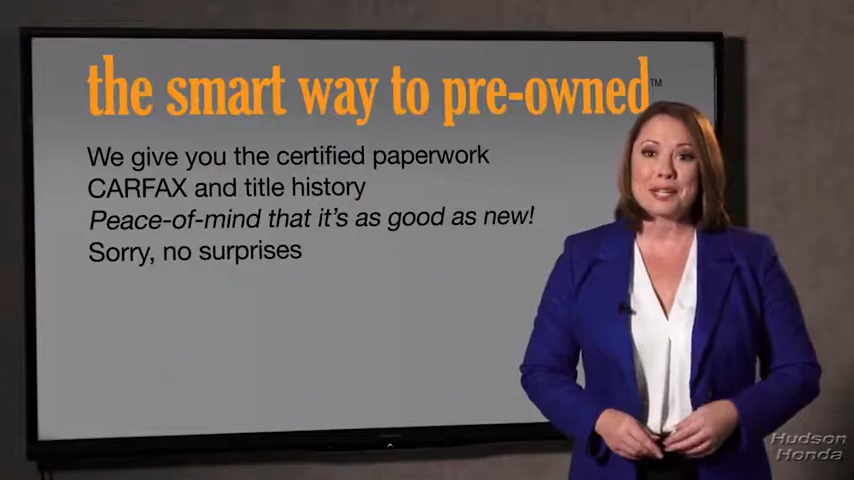 the smart way to pre-owned™
We give you the certified paperwork
CARFAX and title history
Peace-of-mind that it's as good as new!
Sorry, no surprises
Hudson
Honda